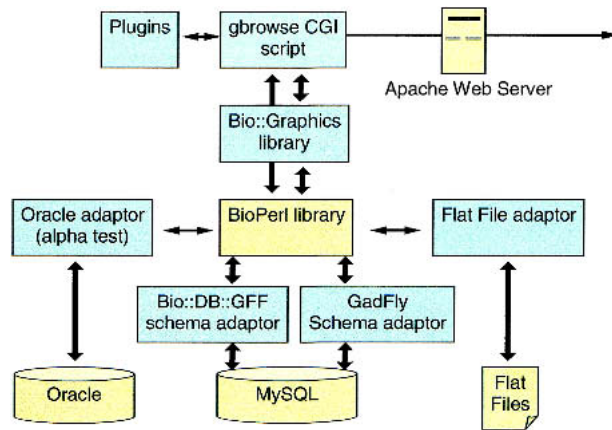 Plugins
gbrowse CGI
script
Apache Web Server
Bio::Graphics
library
Oracle adaptor
(alpha test)
BioPerl library
Flat File adaptor
Bio::DB::GFF
schema adaptor
GadFly
Schema adaptor
Oracle
MySQL
Flat
Files